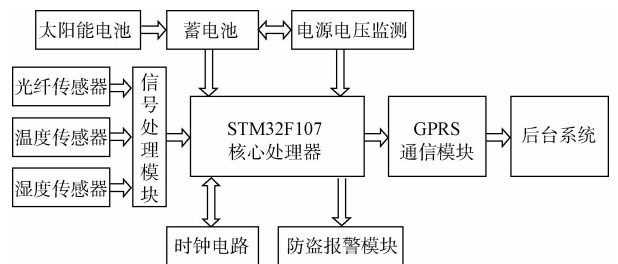 太阳能电池
蓄电池
电源电压监测
光纤传感器
温度传感器
湿度传感器
信号处理模块
STM32F107
核心处理器
GPRS
通信模块
后台系统
时钟电路
防盗报警模块